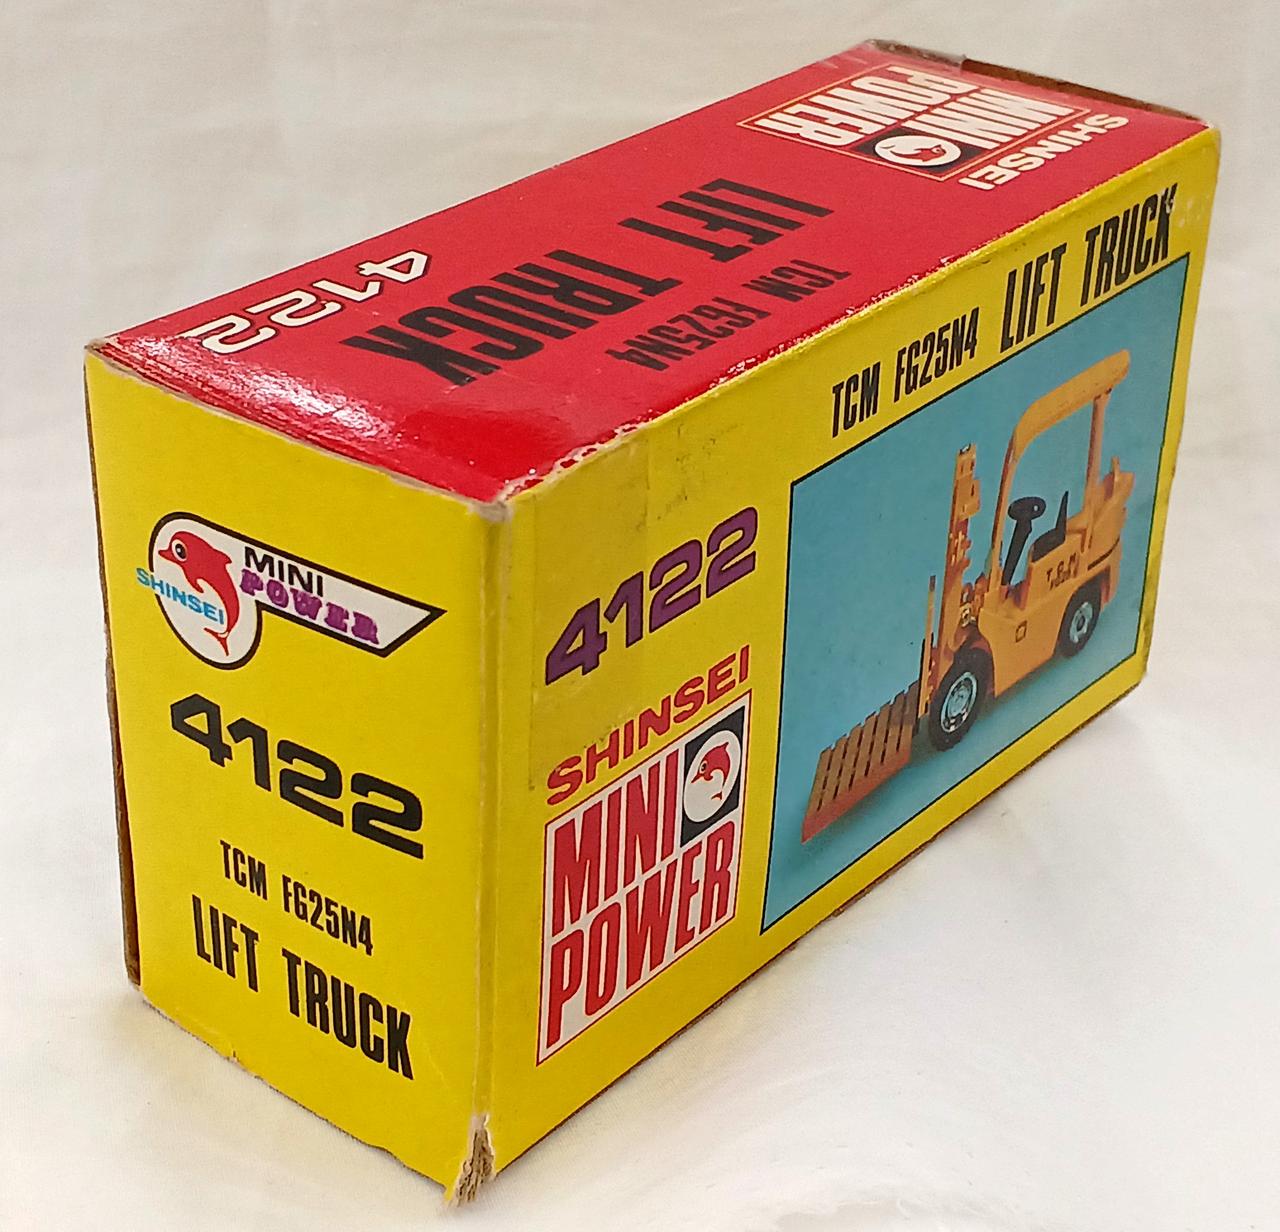 SHINSEI
MINI
POWER
LIFT TRUCK
TCM FG25N4
4122
TCM FG25N4 LIFT TRUCK
4122
SHINSEI
MINI
POWER
T.C.M
SHINSEI
MINI
POWER
4122
TCM FG25N4
LIFT TRUCK